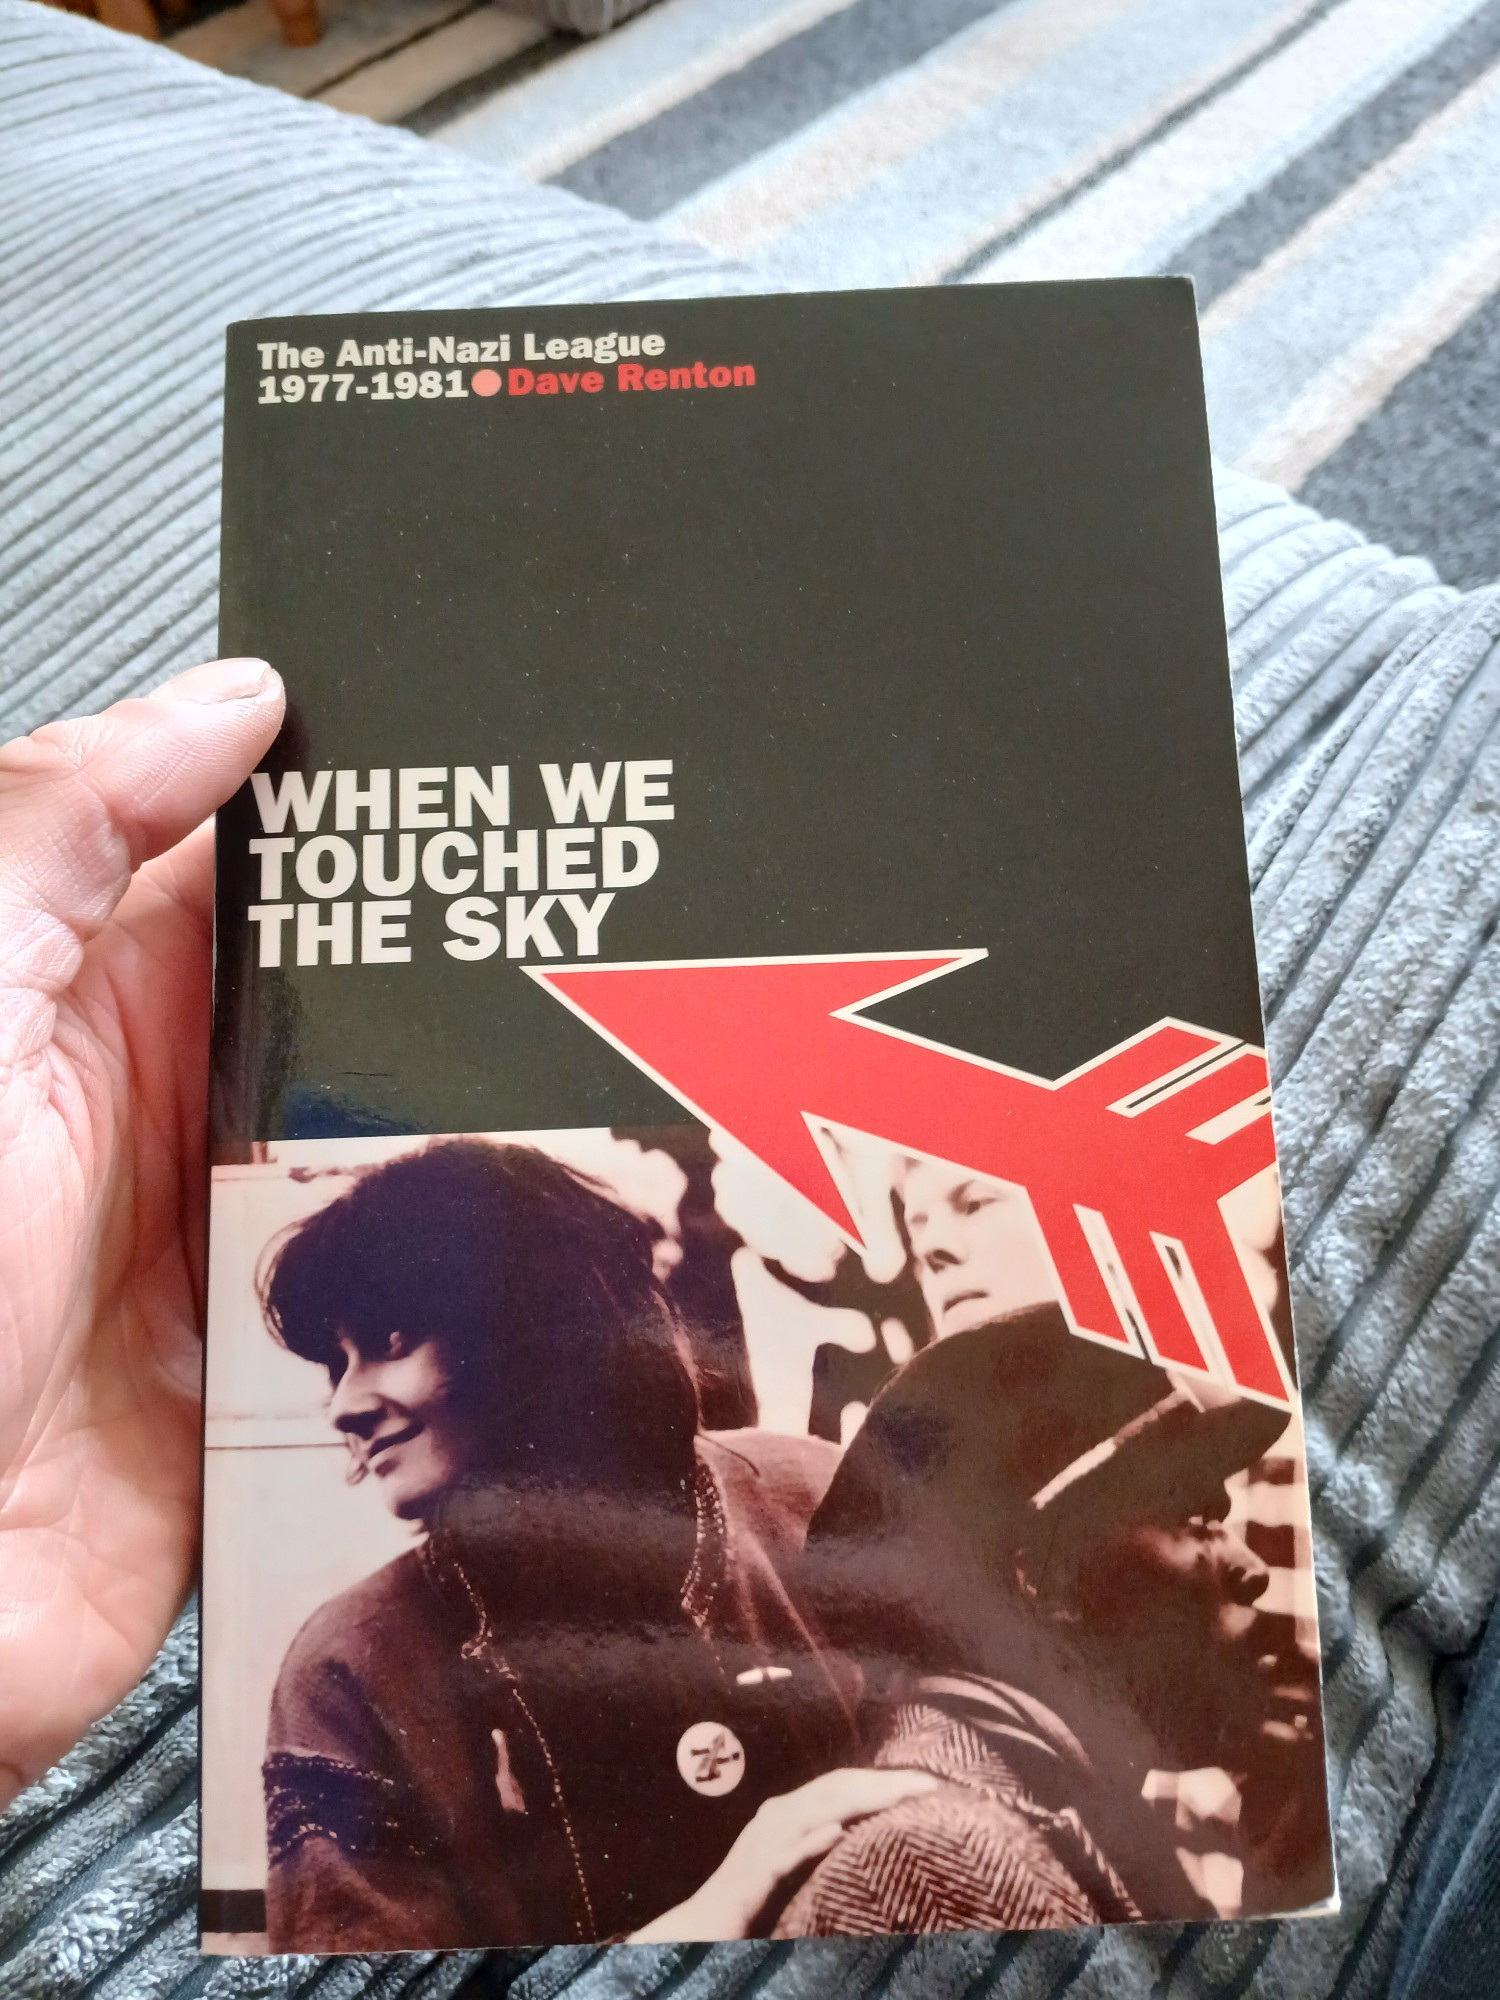 The Anti-Nazi League
1977-1981●Dave Renton
WHEN WE
TOUCHED
THE SKY